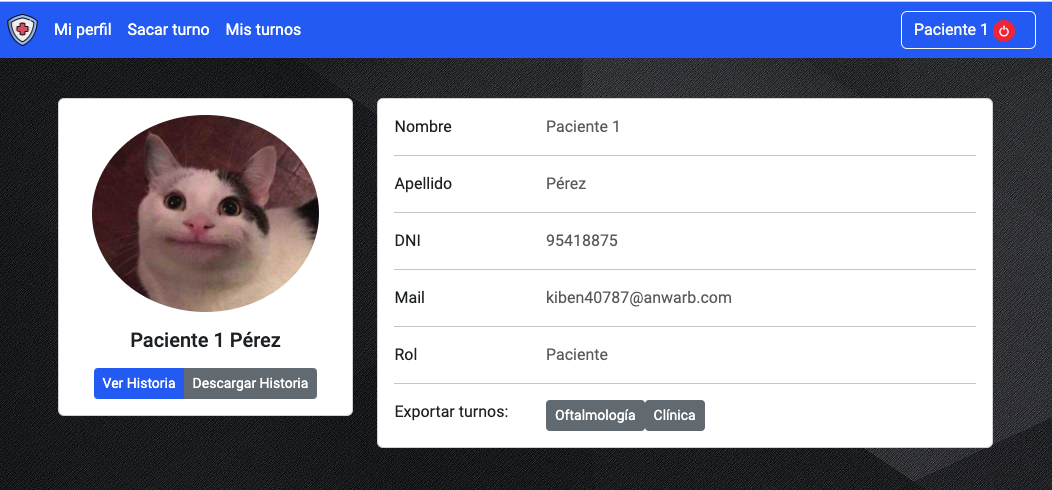 Mi perfil Sacar turno Mis turnos Paciente 1
Paciente 1 Pérez
Ver Historia Descargar Historia
Nombre Paciente 1
Apellido Pérez
DNI 95418875
Mail kiben40787@anwarb.com
Rol Paciente
Exportar turnos: Oftalmología Clínica